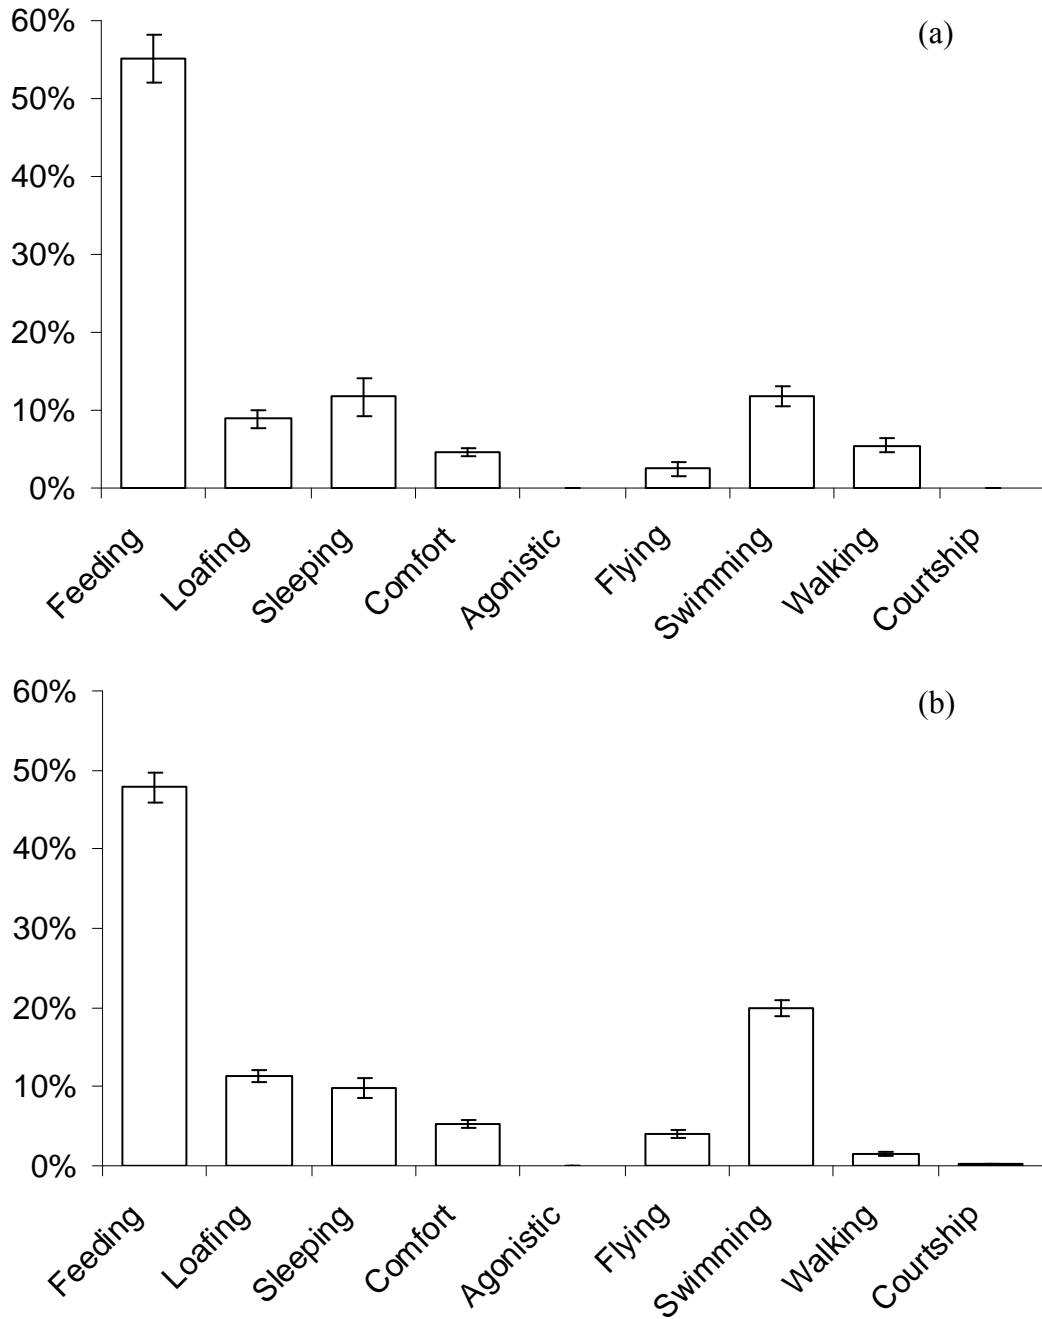 (a)
60%
50%
40%
30%
20%
10%
0%
Feeding
Loafing
Sleeping
Comfort
Agonistic
Flying
Swimming
Walking
Courtship
(b)
60%
50%
40%
30%
20%
10%
0%
Feeding
Loafing
Sleeping
Comfort
Agonistic
Flying
Swimming
Walking
Courtship